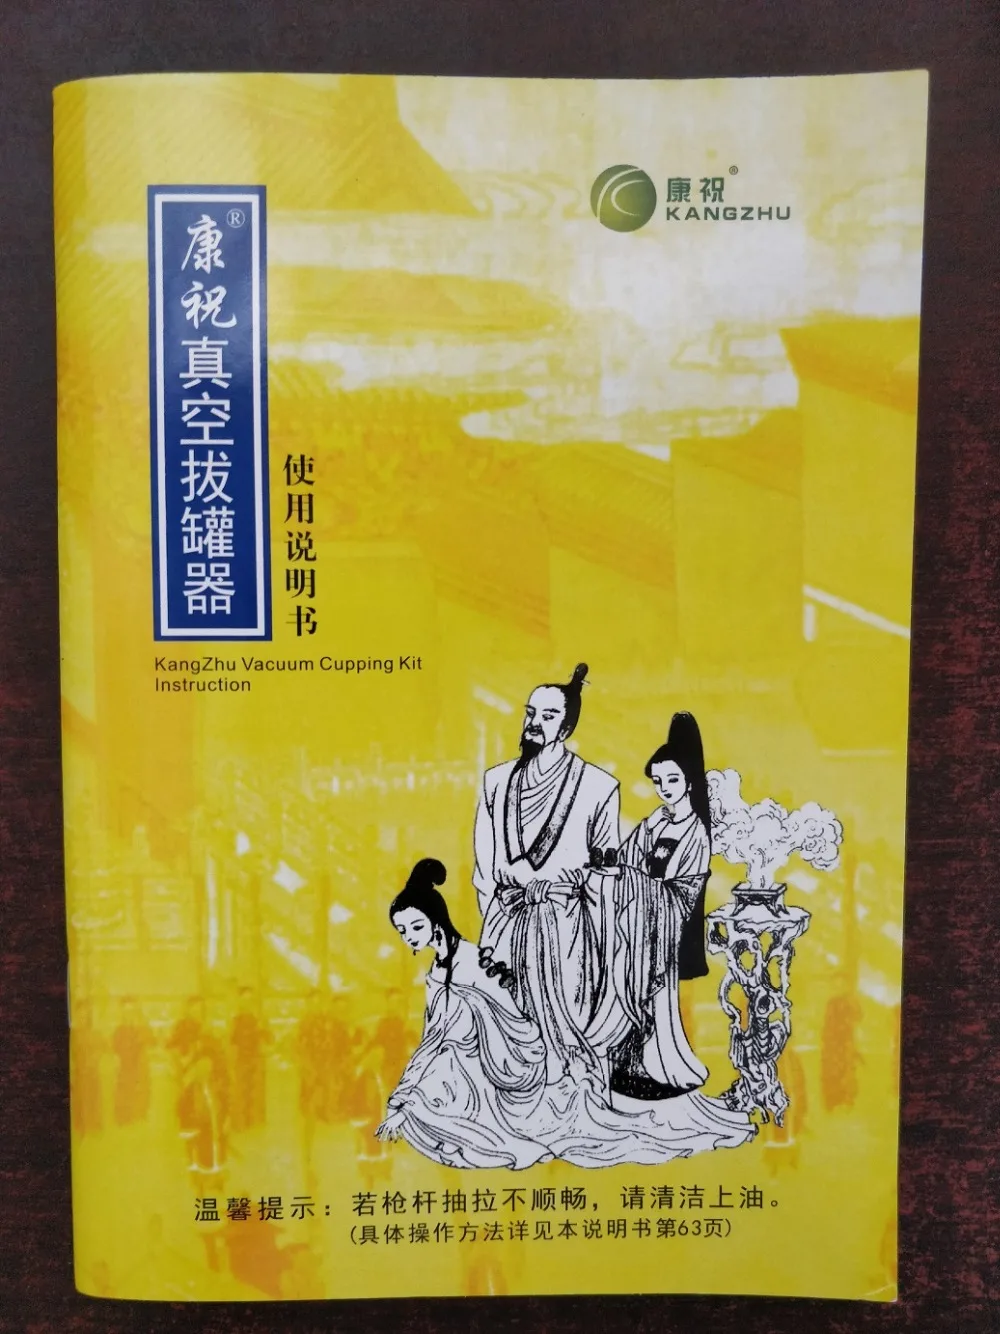 康祝®
KANGZHU
康祝®真空拔罐器
使用说明书
KangZhu Vacuum Cupping Kit
Instruction
温馨提示：若枪杆抽拉不顺畅，请清洁上油。
(具体操作方法详见本说明书第63页)